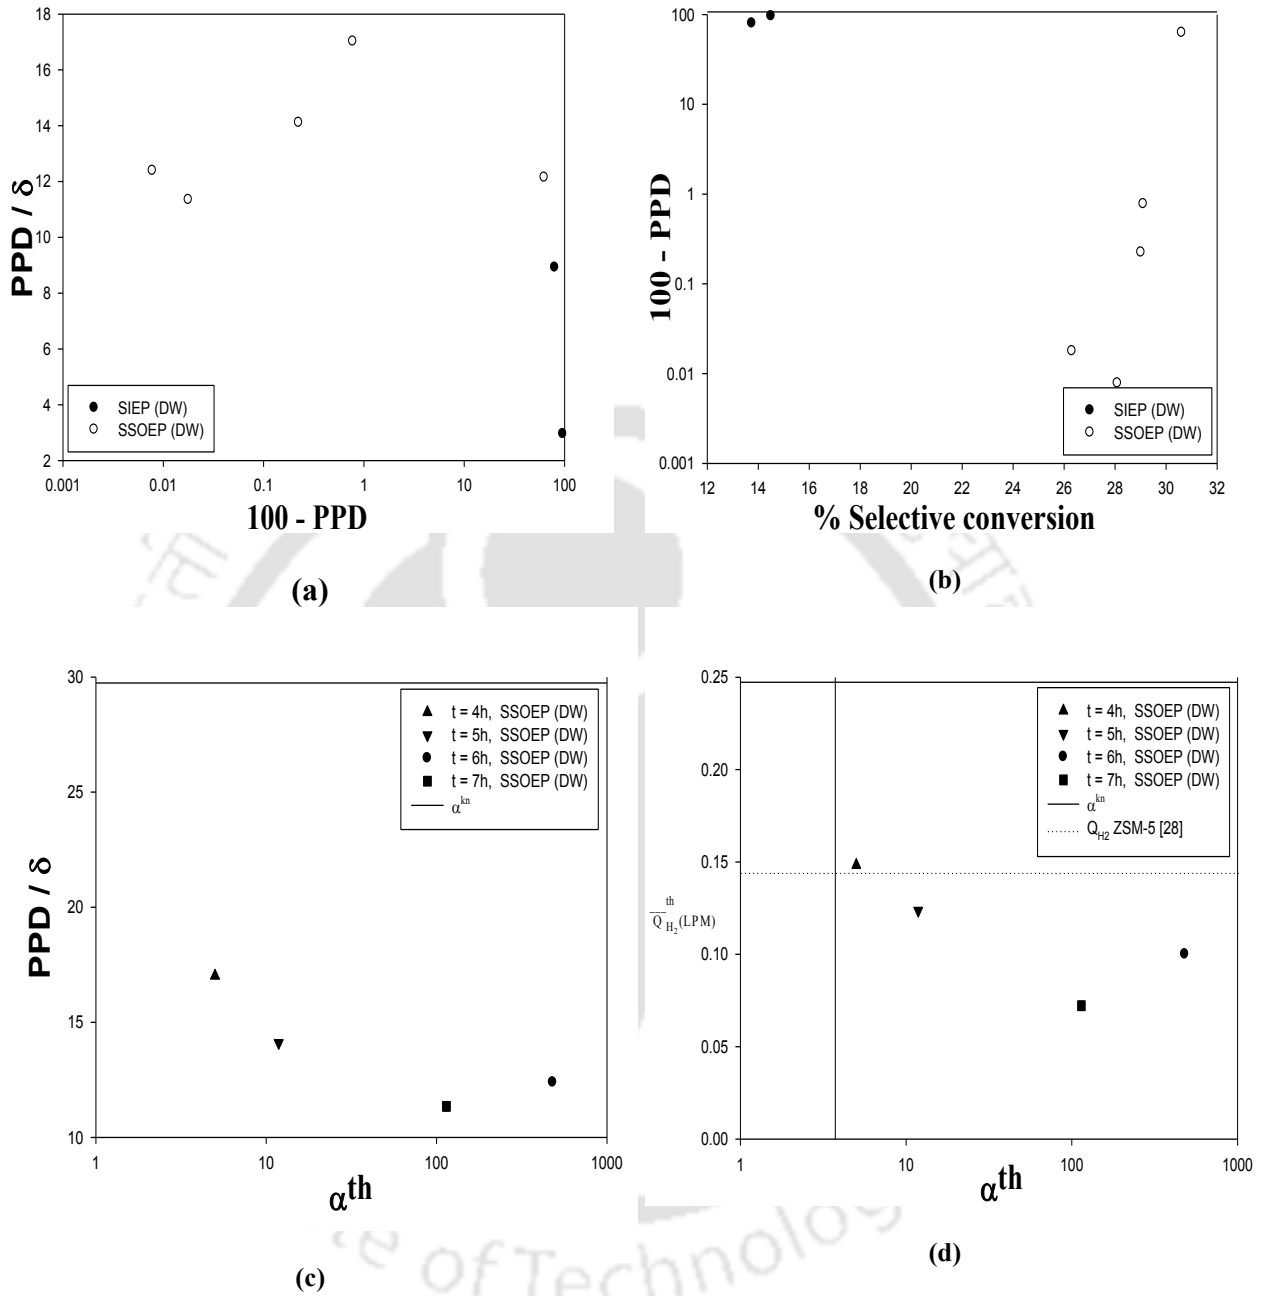 18
16
14
12
10
8
6
4
2
PPD / δ
SIEP (DW)
SSOEP (DW)
0.001 0.01 0.1 1 10 100
100 - PPD
(a)
100
10
1
0.1
0.01
0.001
100 - PPD
SIEP (DW)
SSOEP (DW)
12 14 16 18 20 22 24 26 28 30 32
% Selective conversion
(b)
30
25
20
15
10
PPD / δ
t = 4h, SSOEP (DW)
t = 5h, SSOEP (DW)
t = 6h, SSOEP (DW)
t = 7h, SSOEP (DW)
α^kn
1 10 100 1000
α^th
(c)
0.25
0.20
0.15
0.10
0.05
0.00
Q̅^th_H₂(LPM)
t = 4h, SSOEP (DW)
t = 5h, SSOEP (DW)
t = 6h, SSOEP (DW)
t = 7h, SSOEP (DW)
α^kn
Q_H2 ZSM-5 [28]
1 10 100 1000
α^th
(d)
e of Technolog